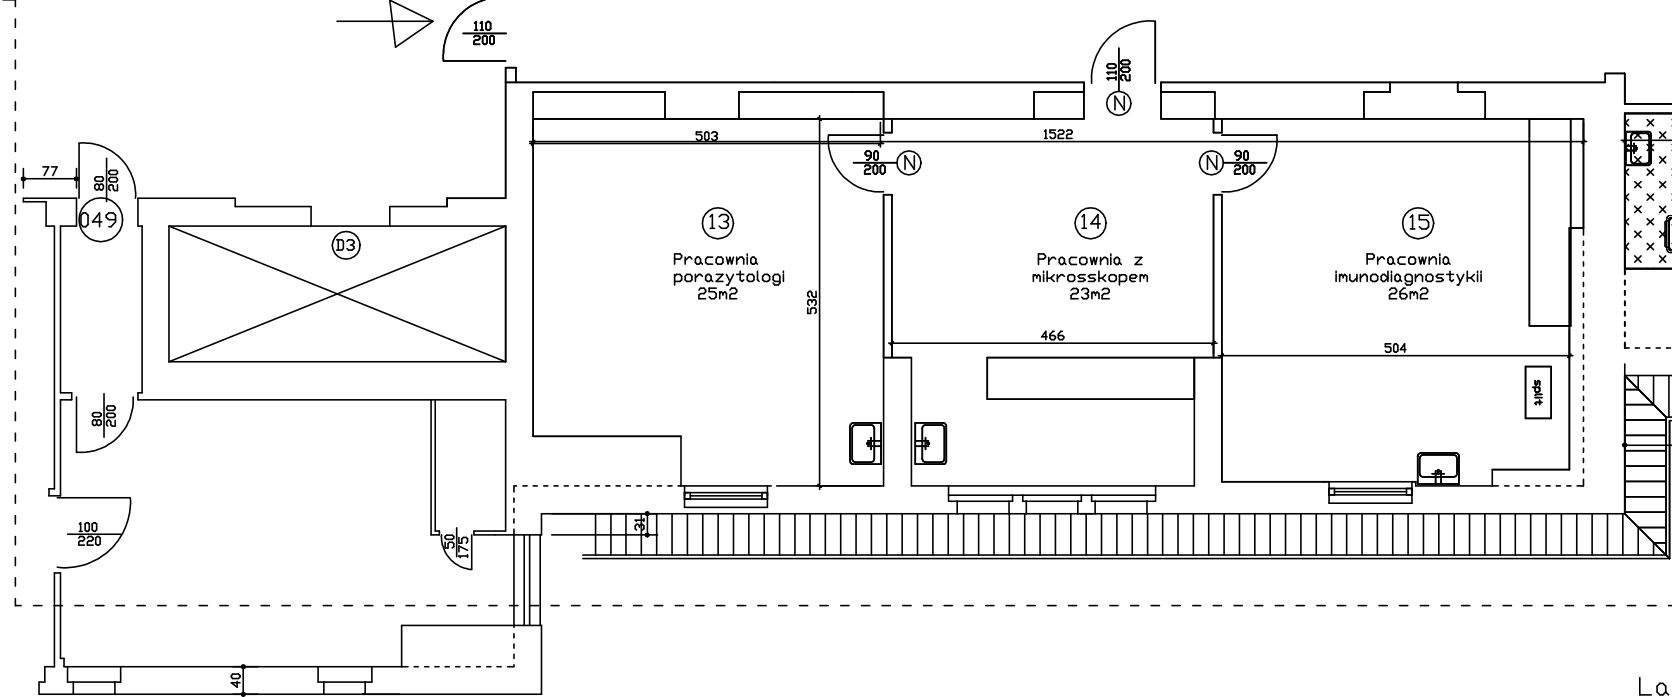 110
200
110
200
N
503
1522
90
200
N
N
90
200
77
80
200
049
D3
13
Pracownia
porazytologi
25m2
14
Pracownia z
mikrosskopem
23m2
15
Pracownia
imunodiagnostykii
26m2
532
466
504
split
80
200
100
220
50
175
31
40
La